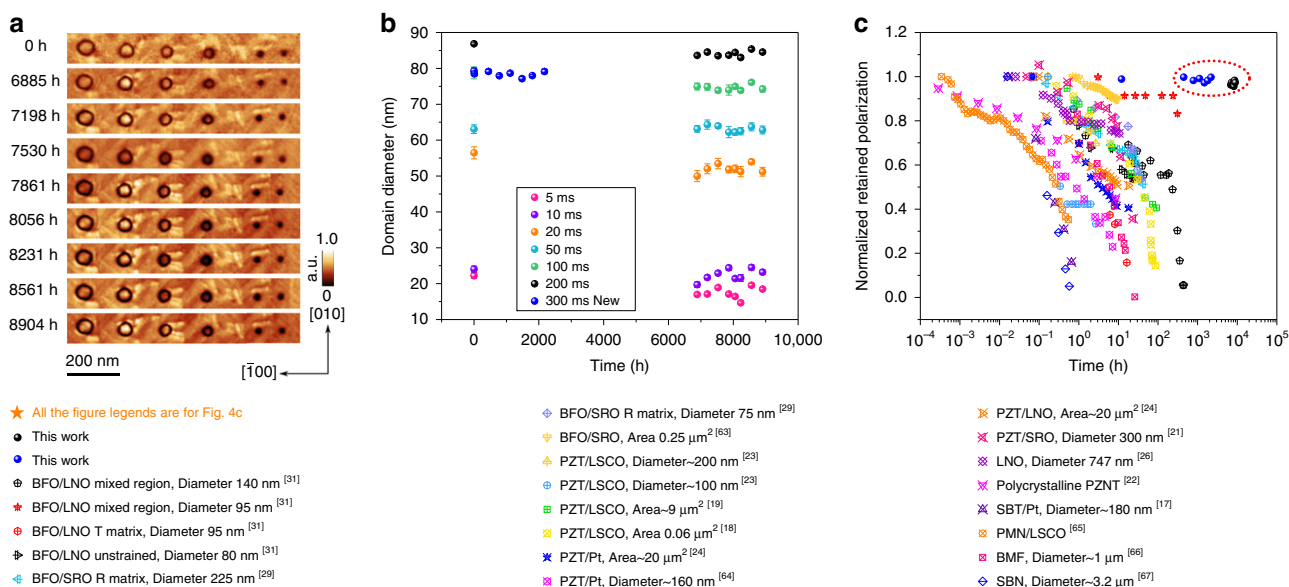 a
0 h
6885 h
7198 h
7530 h
7861 h
8056 h
8231 h
8561 h
8904 h
200 nm
1.0
a.u.
0
[010]
[1̄00]
b
Domain diameter (nm)
90
80
70
60
50
40
30
20
10
5 ms
10 ms
20 ms
50 ms
100 ms
200 ms
300 ms New
0 2000 4000 6000 8000 10,000
Time (h)
c
Normalized retained polarization
1.2
1.0
0.8
0.6
0.4
0.2
0.0
10⁻⁴ 10⁻³ 10⁻² 10⁻¹ 10⁰ 10¹ 10² 10³ 10⁴ 10⁵
Time (h)
All the figure legends are for Fig. 4c
This work
This work
BFO/LNO mixed region, Diameter 140 nm [31]
BFO/LNO mixed region, Diameter 95 nm [31]
BFO/LNO T matrix, Diameter 95 nm [31]
BFO/LNO unstrained, Diameter 80 nm [31]
BFO/SRO R matrix, Diameter 225 nm [29]
BFO/SRO R matrix, Diameter 75 nm [29]
BFO/SRO, Area 0.25 μm² [63]
PZT/LSCO, Diameter~200 nm [23]
PZT/LSCO, Diameter~100 nm [23]
PZT/LSCO, Area~9 μm² [19]
PZT/LSCO, Area 0.06 μm² [18]
PZT/Pt, Area~20 μm² [24]
PZT/Pt, Diameter~160 nm [64]
PZT/LNO, Area~20 μm² [24]
PZT/SRO, Diameter 300 nm [21]
LNO, Diameter 747 nm [26]
Polycrystalline PZNT [22]
SBT/Pt, Diameter~180 nm [17]
PMN/LSCO [65]
BMF, Diameter~1 μm [66]
SBN, Diameter~3.2 μm [67]